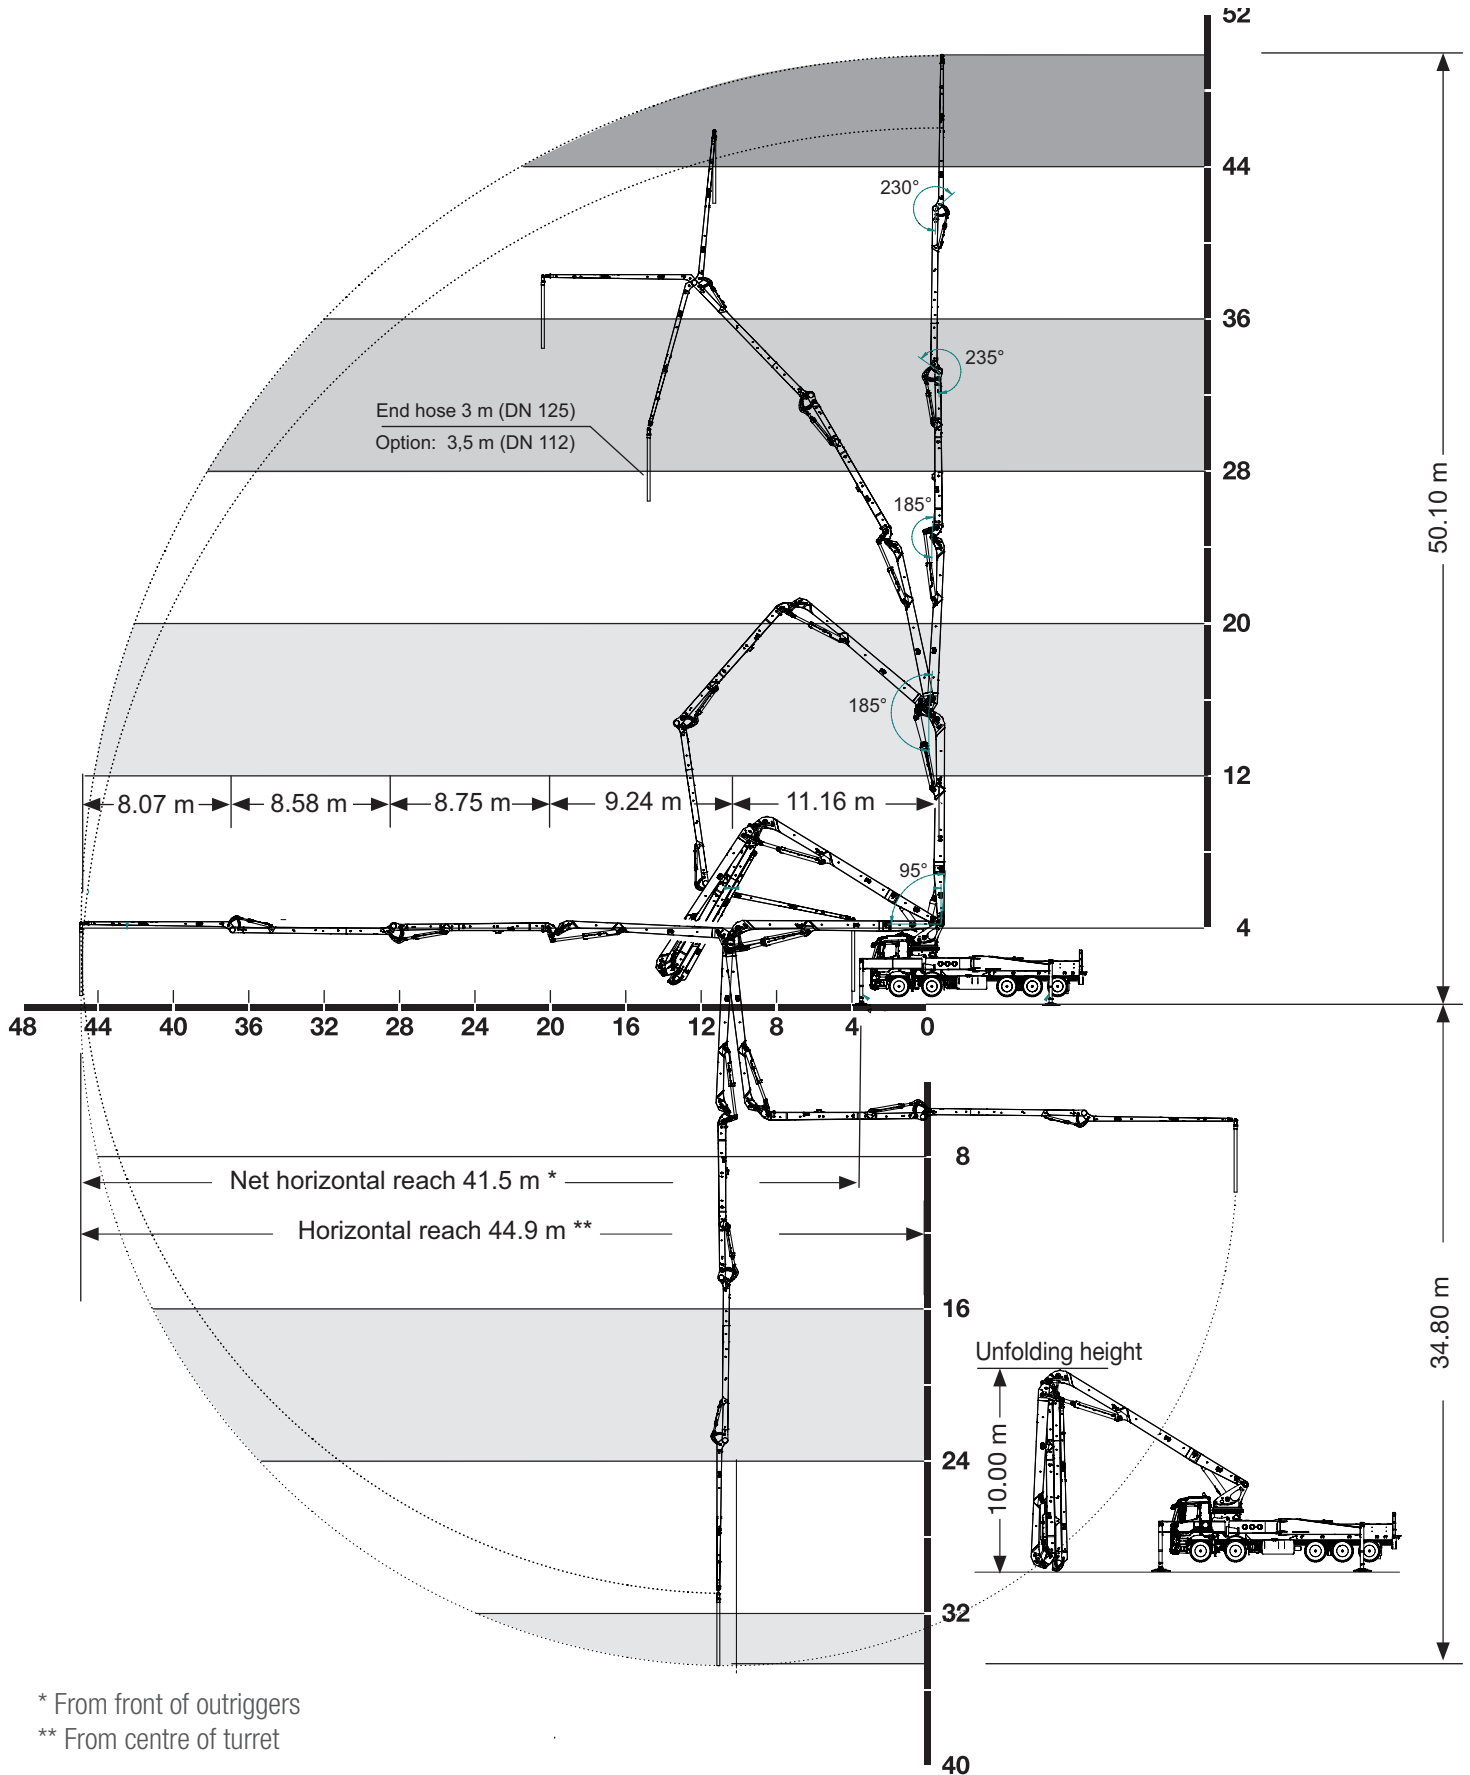 52
44
230°
36
235°
End hose 3 m (DN 125)
Option: 3,5 m (DN 112)
28
50.10 m
185°
20
185°
12
8.07 m
8.58 m
8.75 m
9.24 m
11.16 m
95°
4
48
44
40
36
32
28
24
20
16
12
8
4
0
8
Net horizontal reach 41.5 m *
Horizontal reach 44.9 m **
16
34.80 m
Unfolding height
10.00 m
24
32
* From front of outriggers
** From centre of turret
40